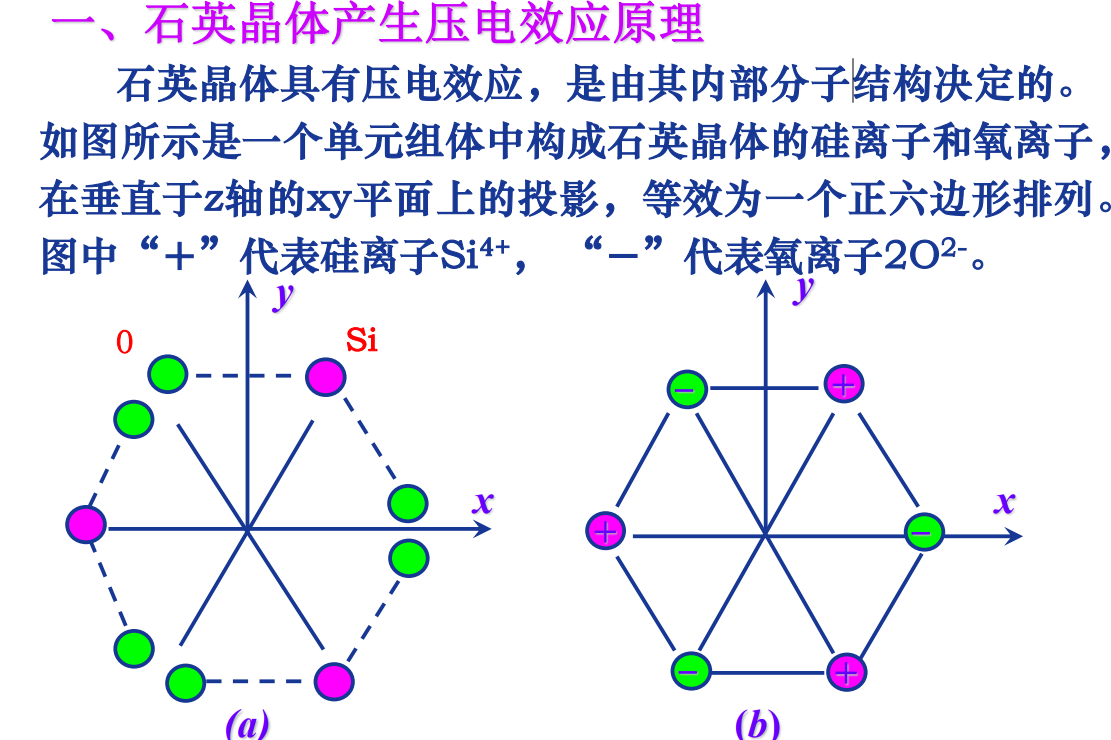 一、石英晶体产生压电效应原理
石英晶体具有压电效应，是由其内部分子结构决定的。
如图所示是一个单元组体中构成石英晶体的硅离子和氧离子，
在垂直于z轴的xy平面上的投影，等效为一个正六边形排列。
图中“＋”代表硅离子Si⁴⁺， “－”代表氧离子2O²⁻。
y
y
0
Si
- +
x
x
+ -
- +
(a)
(b)